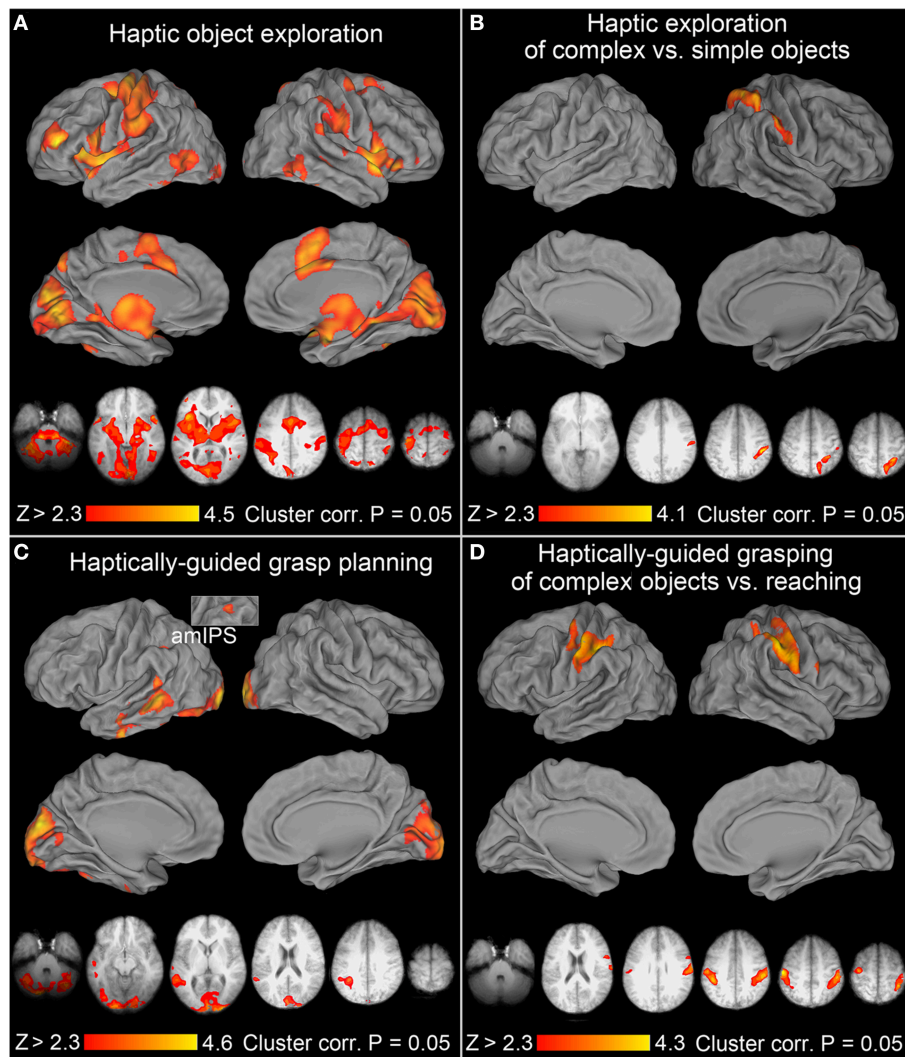 A
Haptic object exploration
Z > 2.3 4.5 Cluster corr. P = 0.05
B
Haptic exploration
of complex vs. simple objects
Z > 2.3 4.1 Cluster corr. P = 0.05
C
Haptically-guided grasp planning
amIPS
Z > 2.3 4.6 Cluster corr. P = 0.05
D
Haptically-guided grasping
of complex objects vs. reaching
Z > 2.3 4.3 Cluster corr. P = 0.05